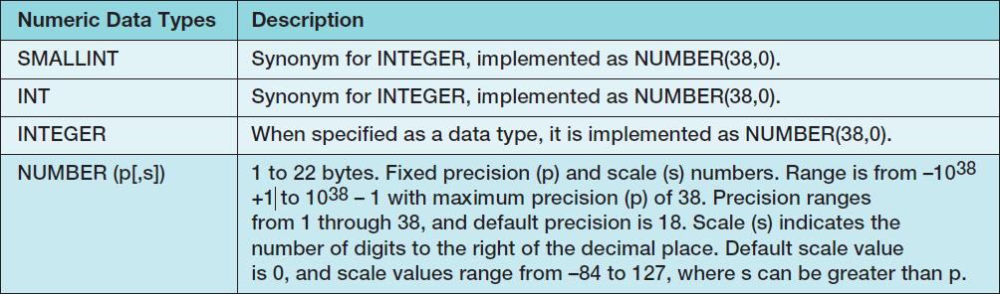 Numeric Data Types Description
SMALLINT Synonym for INTEGER, implemented as NUMBER(38,0).
INT Synonym for INTEGER, implemented as NUMBER(38,0).
INTEGER When specified as a data type, it is implemented as NUMBER(38,0).
NUMBER (p[,s]) 1 to 22 bytes. Fixed precision (p) and scale (s) numbers. Range is from –10³⁸
+1| to 10³⁸ – 1 with maximum precision (p) of 38. Precision ranges
from 1 through 38, and default precision is 18. Scale (s) indicates the
number of digits to the right of the decimal place. Default scale value
is 0, and scale values range from –84 to 127, where s can be greater than p.